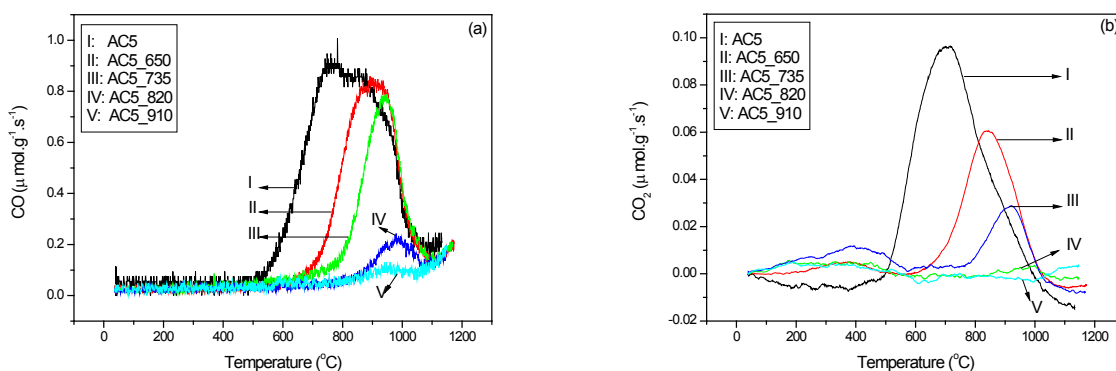 (a)
I: AC5
II: AC5_650
III: AC5_735
IV: AC5_820
V: AC5_910
1.0
0.8
0.6
0.4
0.2
0.0
CO (μ mol.g⁻¹.s⁻¹)
I
II
III
IV
V
0 200 400 600 800 1000 1200
Temperature (°C)
(b)
I: AC5
II: AC5_650
III: AC5_735
IV: AC5_820
V: AC5_910
0.10
0.08
0.06
0.04
0.02
0.00
-0.02
CO₂ (μ mol.g⁻¹.s⁻¹)
I
II
III
IV
V
0 200 400 600 800 1000 1200
Temperature (°C)